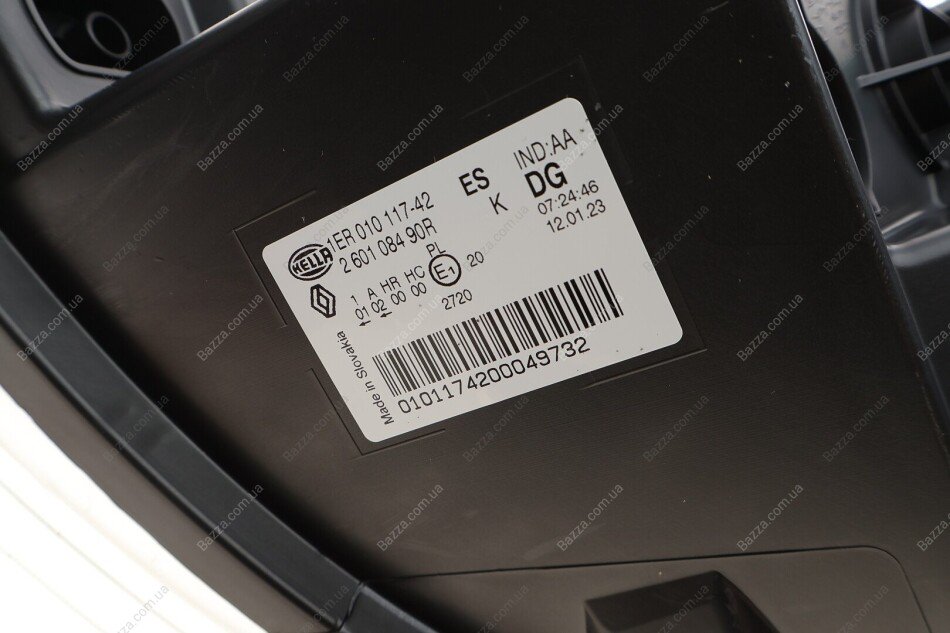 HELLA 1ER 010 117-42 ES IND:AA
2 601 084 90R K DG
07:24:46
12.01.23
1 A HR HC PL
01 02 00 00 E1 20
2720
Made in Slovakia
0101174200049732
Bazza.com.ua